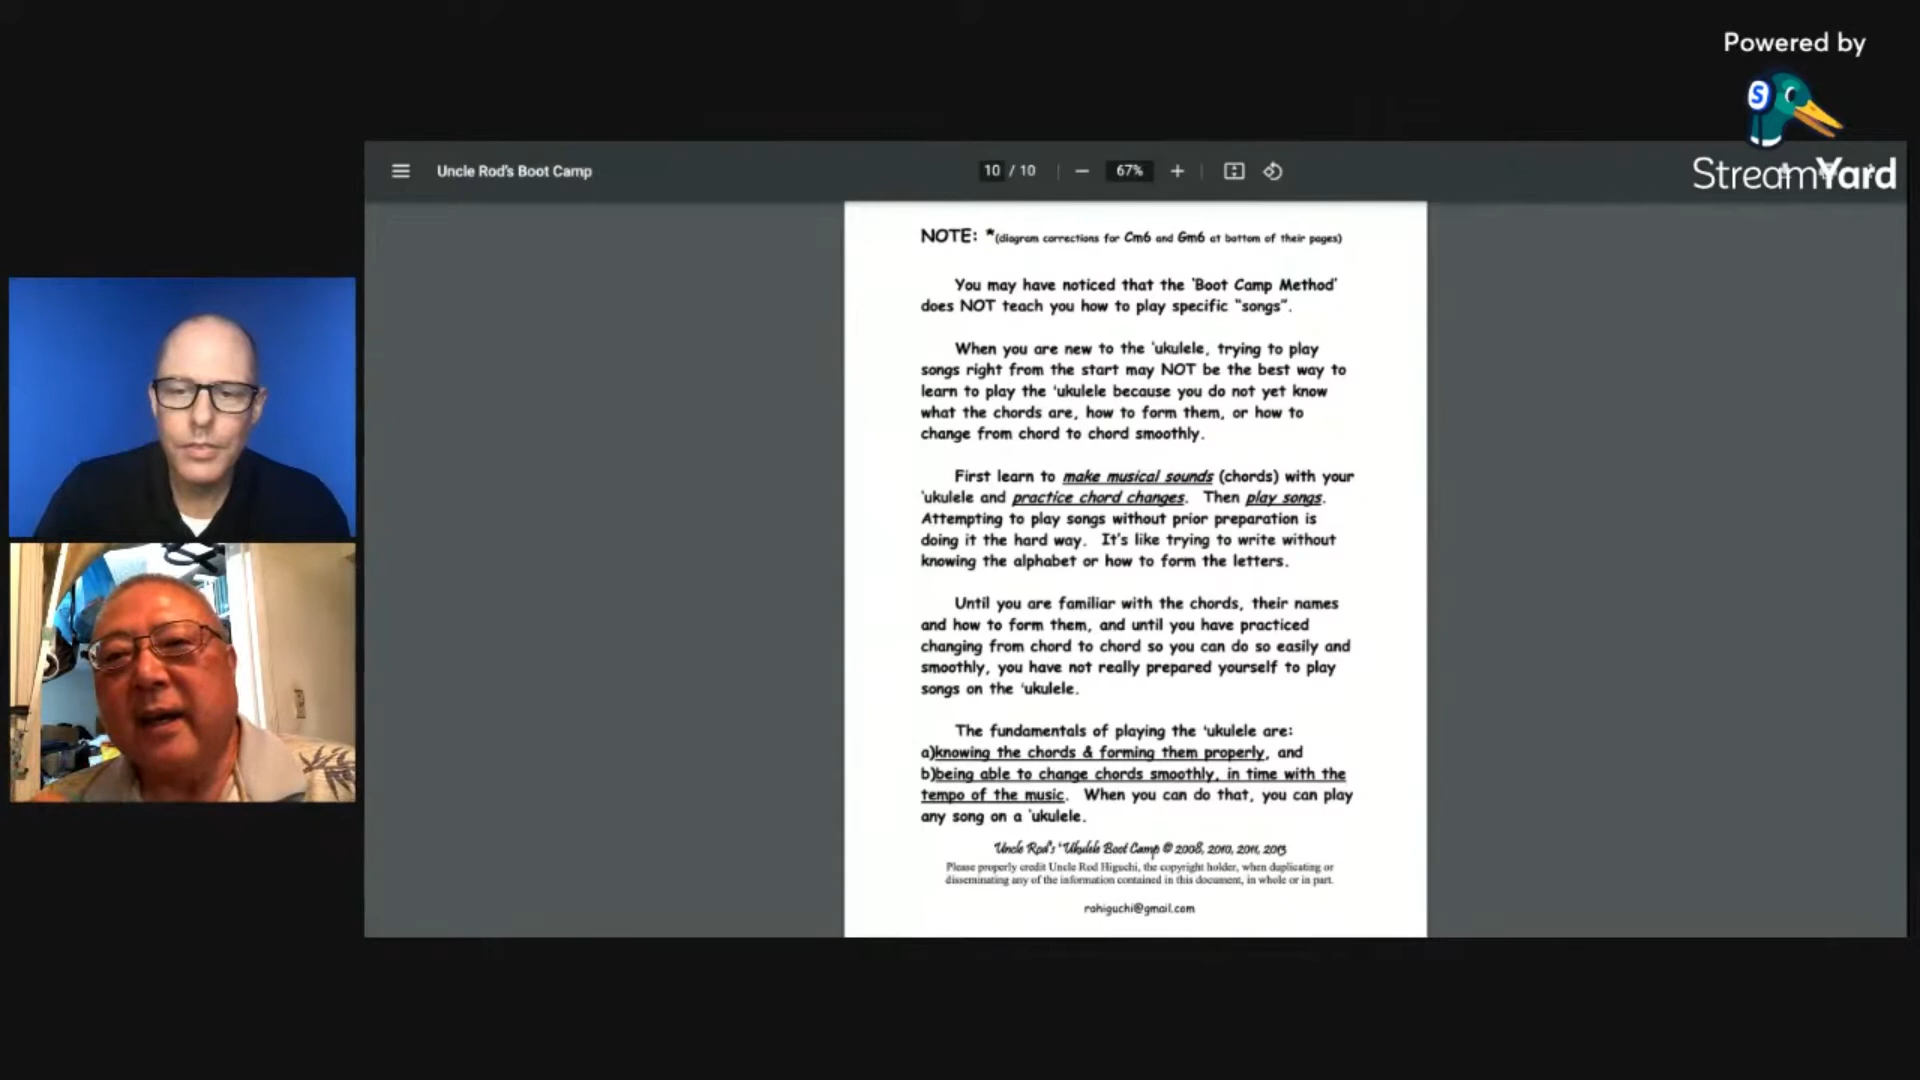 Powered by
StreamYard
Uncle Rod's Boot Camp
10 / 10
67%
NOTE: *(diagram corrections for Cm6 and Gm6 at bottom of their pages)
You may have noticed that the 'Boot Camp Method'
does NOT teach you how to play specific "songs".
When you are new to the 'ukulele, trying to play
songs right from the start may NOT be the best way to
learn to play the 'ukulele because you do not yet know
what the chords are, how to form them, or how to
change from chord to chord smoothly.
First learn to make musical sounds (chords) with your
'ukulele and practice chord changes. Then play songs.
Attempting to play songs without prior preparation is
doing it the hard way. It's like trying to write without
knowing the alphabet or how to form the letters.
Until you are familiar with the chords, their names
and how to form them, and until you have practiced
changing from chord to chord so you can do so easily and
smoothly, you have not really prepared yourself to play
songs on the 'ukulele.
The fundamentals of playing the 'ukulele are:
a)knowing the chords & forming them properly, and
b)being able to change chords smoothly, in time with the
tempo of the music. When you can do that, you can play
any song on a 'ukulele.
Uncle Rod's 'Ukulele Boot Camp © 2008, 2010, 2011, 2013
Please properly credit Uncle Rod Higuchi, the copyright holder, when duplicating or
disseminating any of the information contained in this document, in whole or in part.
rahiguchi@gmail.com